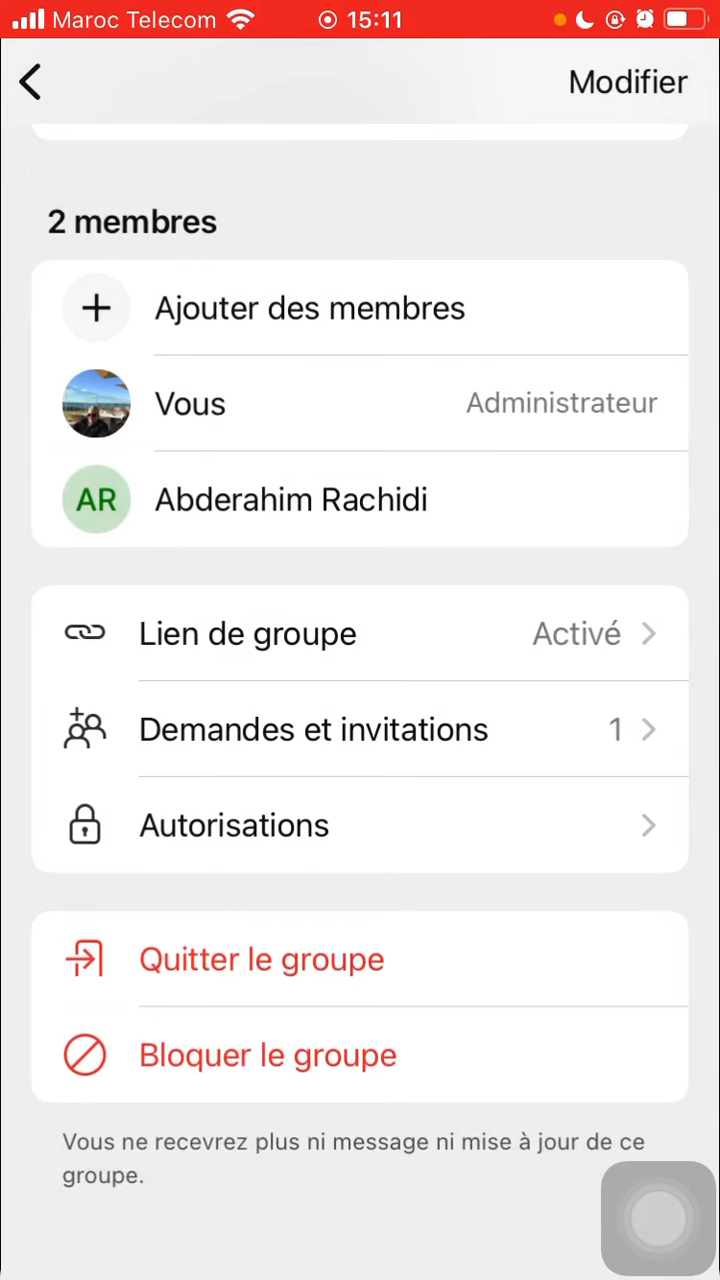 Maroc Telecom 15:11
Modifier
2 membres
Ajouter des membres
Vous Administrateur
AR Abderahim Rachidi
Lien de groupe Activé
Demandes et invitations 1
Autorisations
Quitter le groupe
Bloquer le groupe
Vous ne recevrez plus ni message ni mise à jour de ce
groupe.